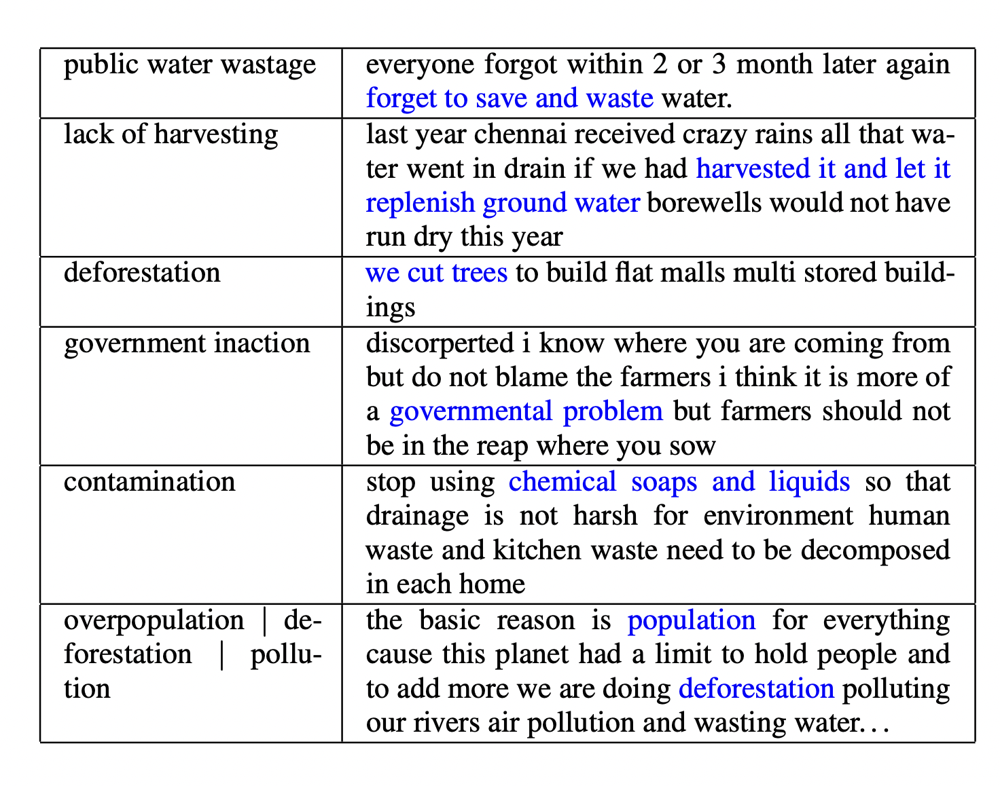 public water wastage
everyone forgot within 2 or 3 month later again
forget to save and waste water.
lack of harvesting
last year chennai received crazy rains all that wa-
ter went in drain if we had harvested it and let it
replenish ground water borewells would not have
run dry this year
deforestation
we cut trees to build flat malls multi stored build-
ings
government inaction
discorperted i know where you are coming from
but do not blame the farmers i think it is more of
a governmental problem but farmers should not
be in the reap where you sow
contamination
stop using chemical soaps and liquids so that
drainage is not harsh for environment human
waste and kitchen waste need to be decomposed
in each home
overpopulation | de-
forestation | pollu-
tion
the basic reason is population for everything
cause this planet had a limit to hold people and
to add more we are doing deforestation polluting
our rivers air pollution and wasting water...